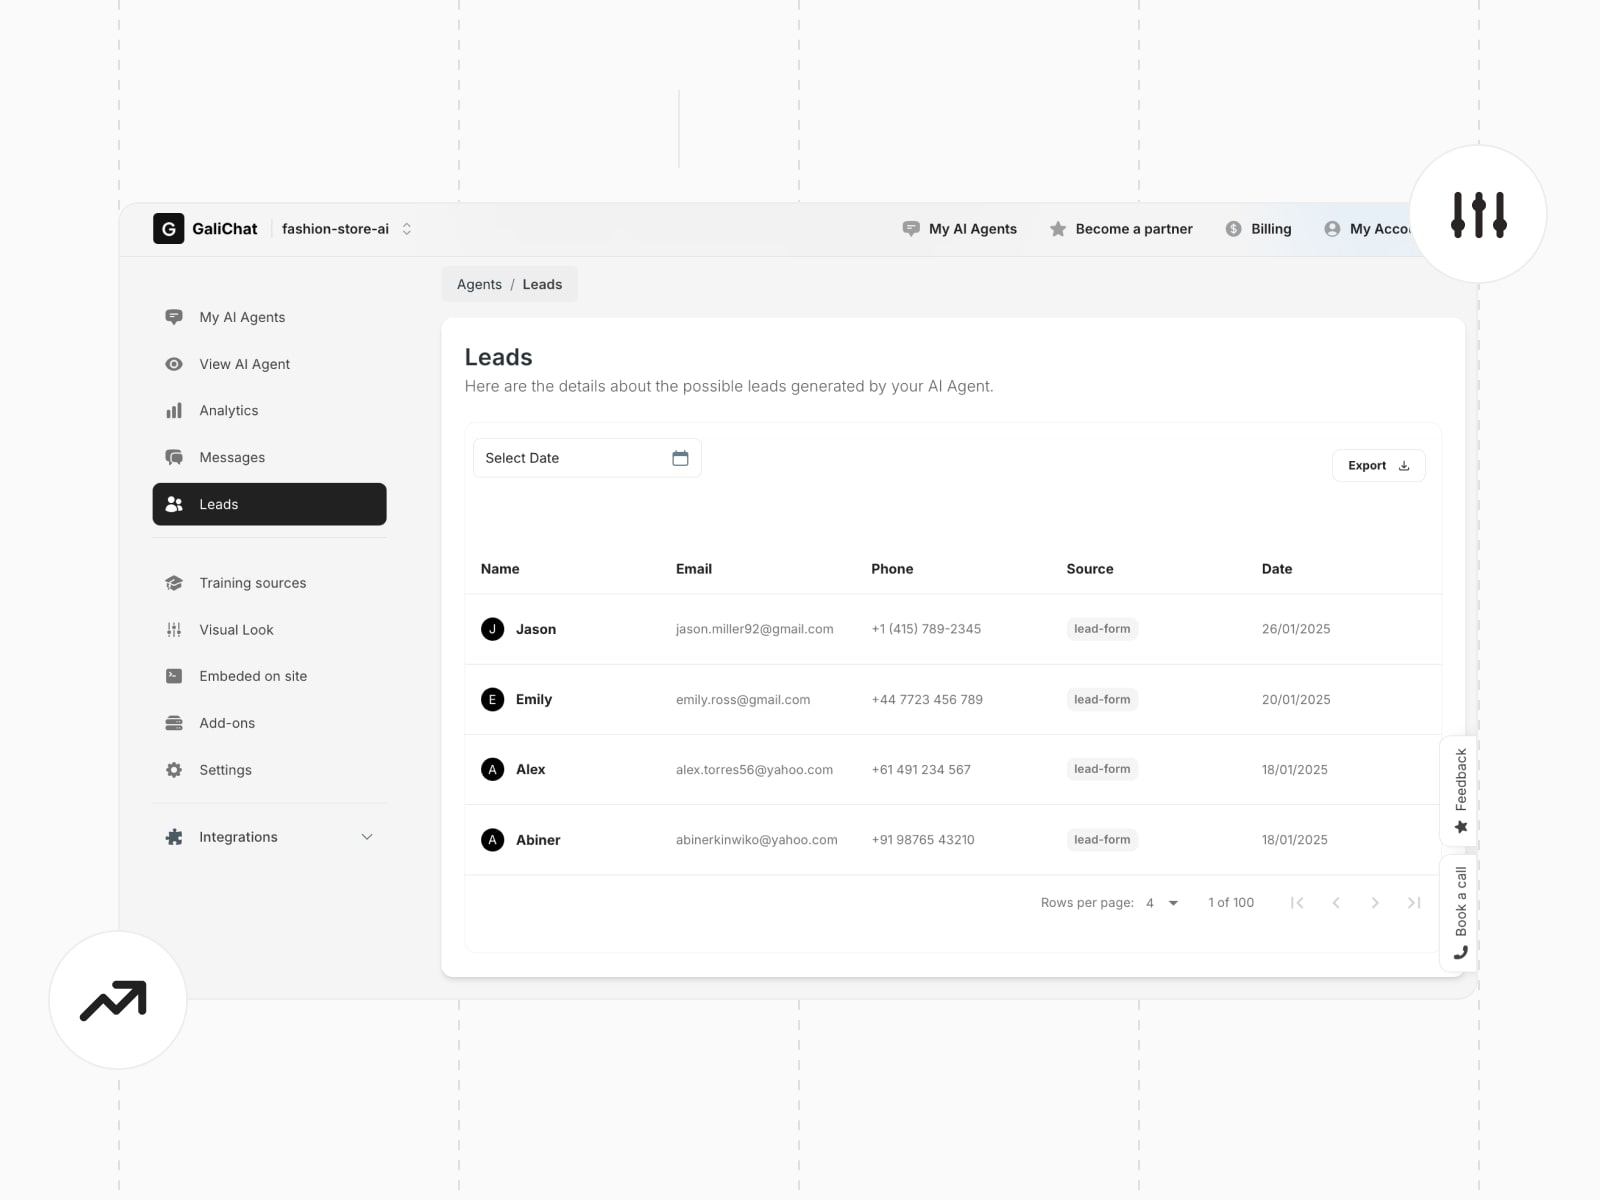 G GaliChat fashion-store-ai My AI Agents Become a partner Billing My Acco
Agents / Leads
My AI Agents
View AI Agent
Analytics
Messages
Leads
Training sources
Visual Look
Embeded on site
Add-ons
Settings
Integrations
Leads
Here are the details about the possible leads generated by your AI Agent.
Select Date
Export
Name Email Phone Source Date
J Jason jason.miller92@gmail.com +1 (415) 789-2345 lead-form 26/01/2025
E Emily emily.ross@gmail.com +44 7723 456 789 lead-form 20/01/2025
A Alex alex.torres56@yahoo.com +61 491 234 567 lead-form 18/01/2025
A Abiner abinerkinwiko@yahoo.com +91 98765 43210 lead-form 18/01/2025
Rows per page: 4 1 of 100
Feedback
Book a call